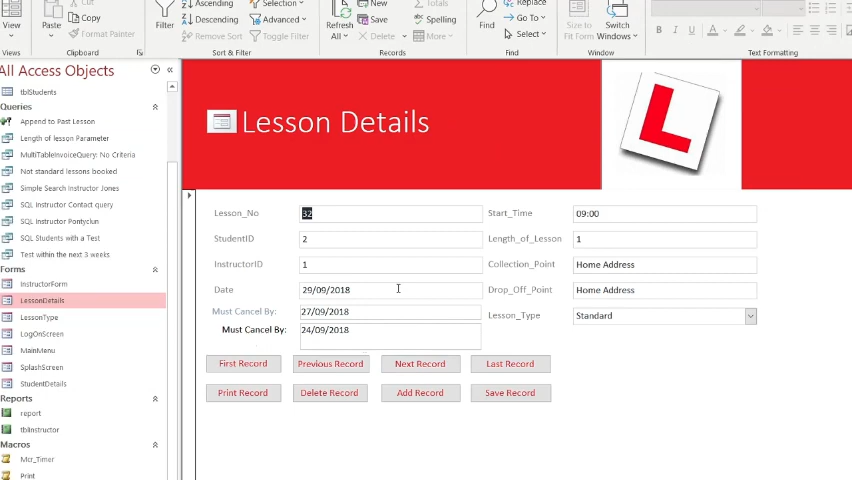 View
Paste
Copy
Format Painter
Clipboard
Filter
Ascending
Descending
Remove Sort
Selection
Advanced
Toggle Filter
Sort & Filter
Refresh
All
New
Save
Delete
Totals
Spelling
More
Records
Find
Replace
Go To
Select
Find
Size to
Fit Form
Switch
Windows
Window
B I U A
Text Formatting
All Access Objects
tblStudents
Queries
Append to Past Lesson
Length of lesson Parameter
MultiTableInvoiceQuery: No Criteria
Not standard lessons booked
Simple Search Instructor Jones
SQL Instructor Contact query
SQL Instructor Pontyclun
SQL Students with a Test
Test within the next 3 weeks
Forms
InstructorForm
LessonDetails
LessonType
LogOnScreen
MainMenu
SplashScreen
StudentDetails
Reports
report
tblInstructor
Macros
Mcr_Timer
Print
Lesson Details
L
Lesson_No 32
StudentID 2
InstructorID 1
Date 29/09/2018
Must Cancel By: 27/09/2018
Must Cancel By: 24/09/2018
Start_Time 09:00
Length_of_Lesson 1
Collection_Point Home Address
Drop_Off_Point Home Address
Lesson_Type Standard
First Record Previous Record Next Record Last Record
Print Record Delete Record Add Record Save Record